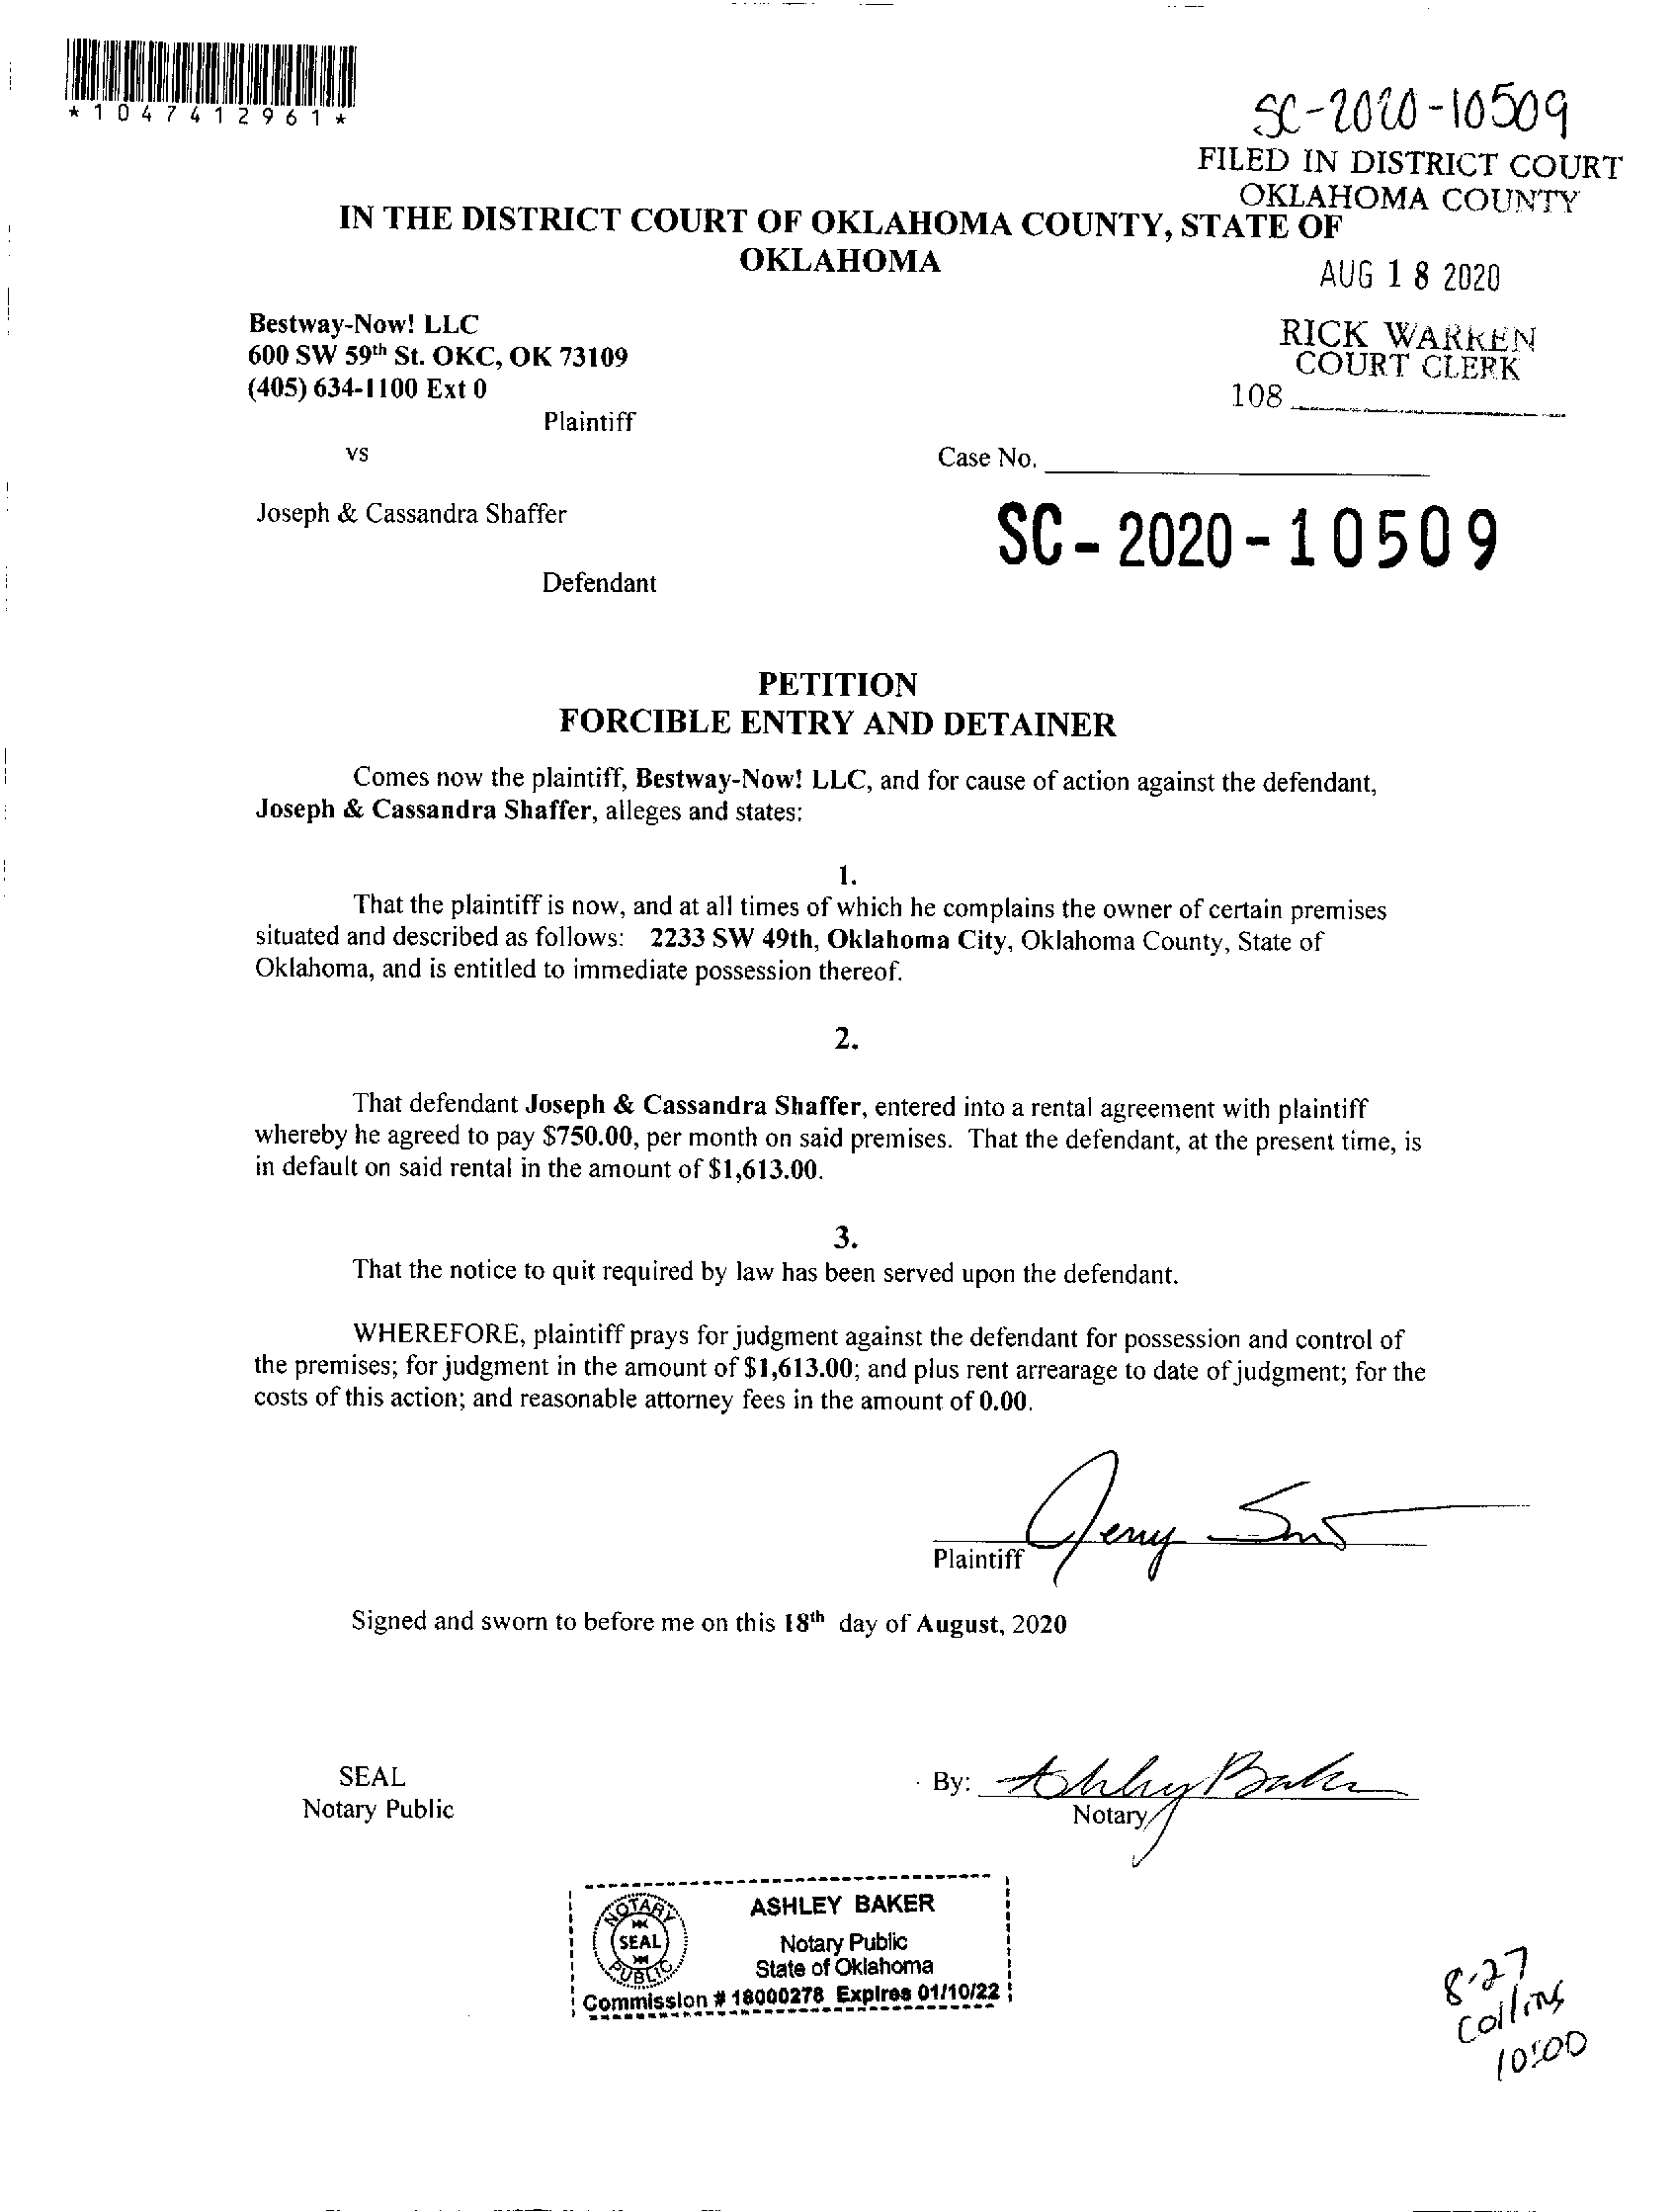 *1047412961*
SC-2020-10509
FILED IN DISTRICT COURT
OKLAHOMA COUNTY
IN THE DISTRICT COURT OF OKLAHOMA COUNTY, STATE OF
OKLAHOMA
AUG 18 2020
Bestway-Now! LLC
600 SW 59th St. OKC, OK 73109
(405) 634-1100 Ext 0
RICK WARREN
COURT CLERK
108
Plaintiff
vs
Case No.
Joseph & Cassandra Shaffer
SC-2020-10509
Defendant
PETITION
FORCIBLE ENTRY AND DETAINER
Comes now the plaintiff, Bestway-Now! LLC, and for cause of action against the defendant,
Joseph & Cassandra Shaffer, alleges and states:
1.
That the plaintiff is now, and at all times of which he complains the owner of certain premises
situated and described as follows: 2233 SW 49th, Oklahoma City, Oklahoma County, State of
Oklahoma, and is entitled to immediate possession thereof.
2.
That defendant Joseph & Cassandra Shaffer, entered into a rental agreement with plaintiff
whereby he agreed to pay $750.00, per month on said premises. That the defendant, at the present time, is
in default on said rental in the amount of $1,613.00.
3.
That the notice to quit required by law has been served upon the defendant.
WHEREFORE, plaintiff prays for judgment against the defendant for possession and control of
the premises; for judgment in the amount of $1,613.00; and plus rent arrearage to date of judgment; for the
costs of this action; and reasonable attorney fees in the amount of 0.00.
Jerry
Plaintiff
Signed and sworn to before me on this 18th day of August, 2020
SEAL
Notary Public
By: Ashley Baker
Notary
NOTARY
SEAL
PUBLIC
ASHLEY BAKER
Notary Public
State of Oklahoma
Commission # 18000278 Expires 01/10/22
8-27
Collins
10:00